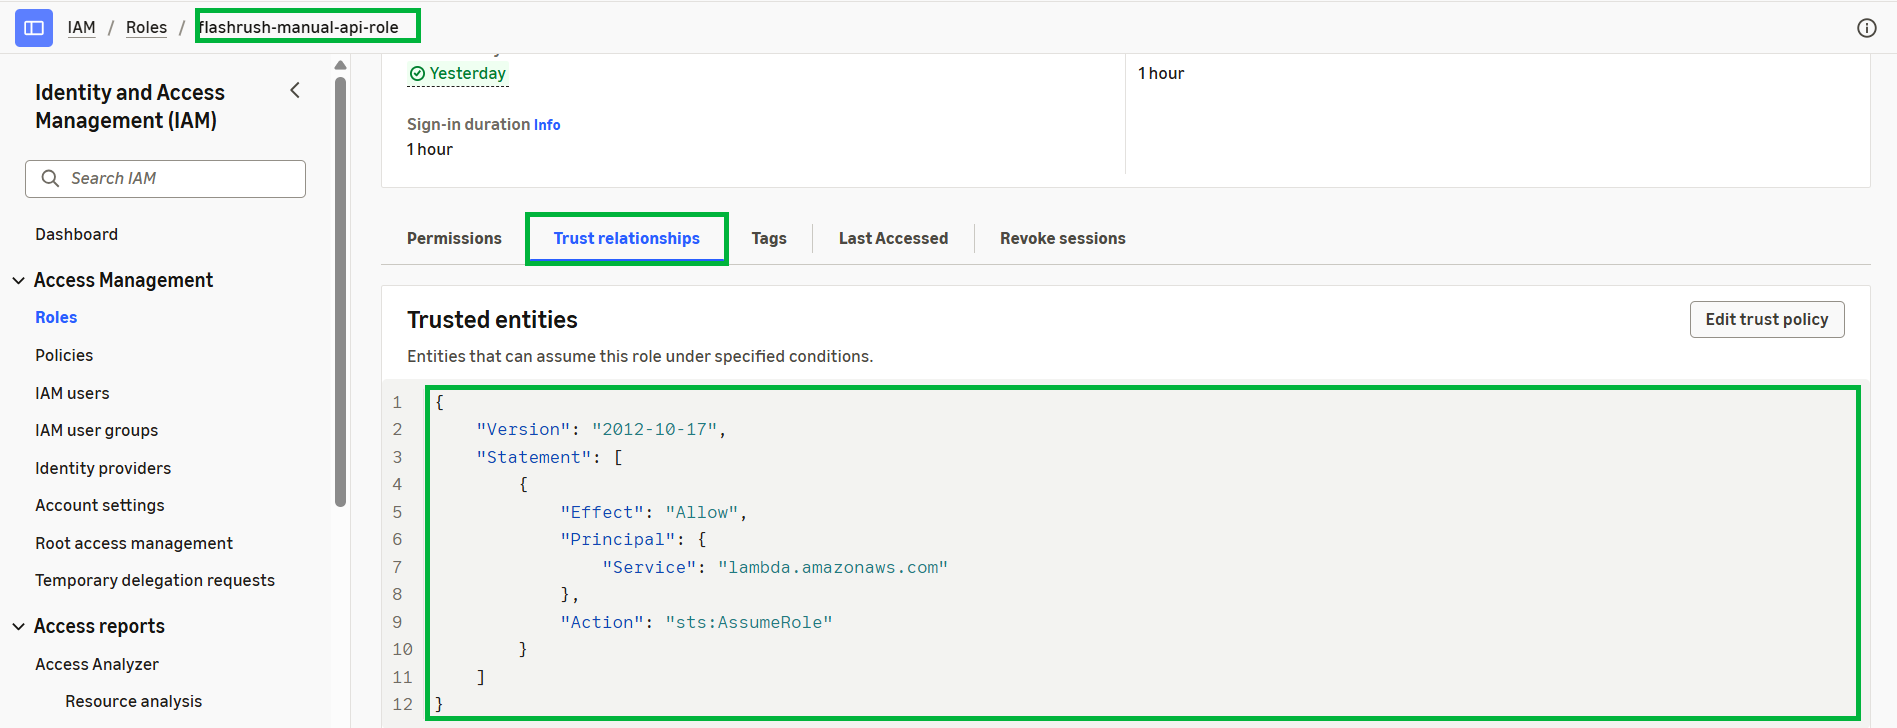 IAM / Roles / flashrush-manual-api-role
Identity and Access
Management (IAM)
Search IAM
Dashboard
Access Management
Roles
Policies
IAM users
IAM user groups
Identity providers
Account settings
Root access management
Temporary delegation requests
Access reports
Access Analyzer
Resource analysis
Yesterday
1 hour
Sign-in duration Info
1 hour
Permissions
Trust relationships
Tags
Last Accessed
Revoke sessions
Trusted entities
Edit trust policy
Entities that can assume this role under specified conditions.
1 {
2     "Version": "2012-10-17",
3     "Statement": [
4         {
5             "Effect": "Allow",
6             "Principal": {
7                 "Service": "lambda.amazonaws.com"
8             },
9             "Action": "sts:AssumeRole"
10         }
11     ]
12 }